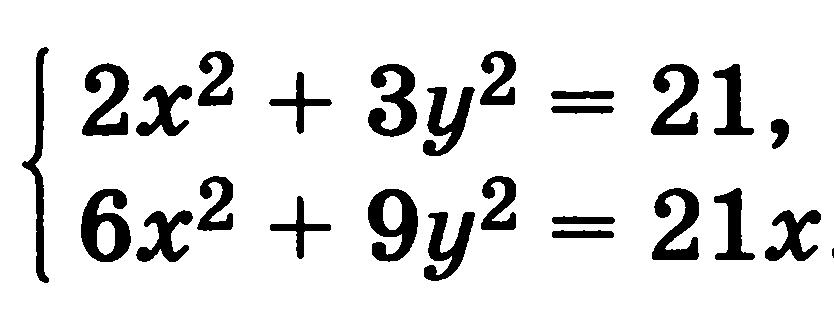 2x² + 3y² = 21,
6x² + 9y² = 21x.